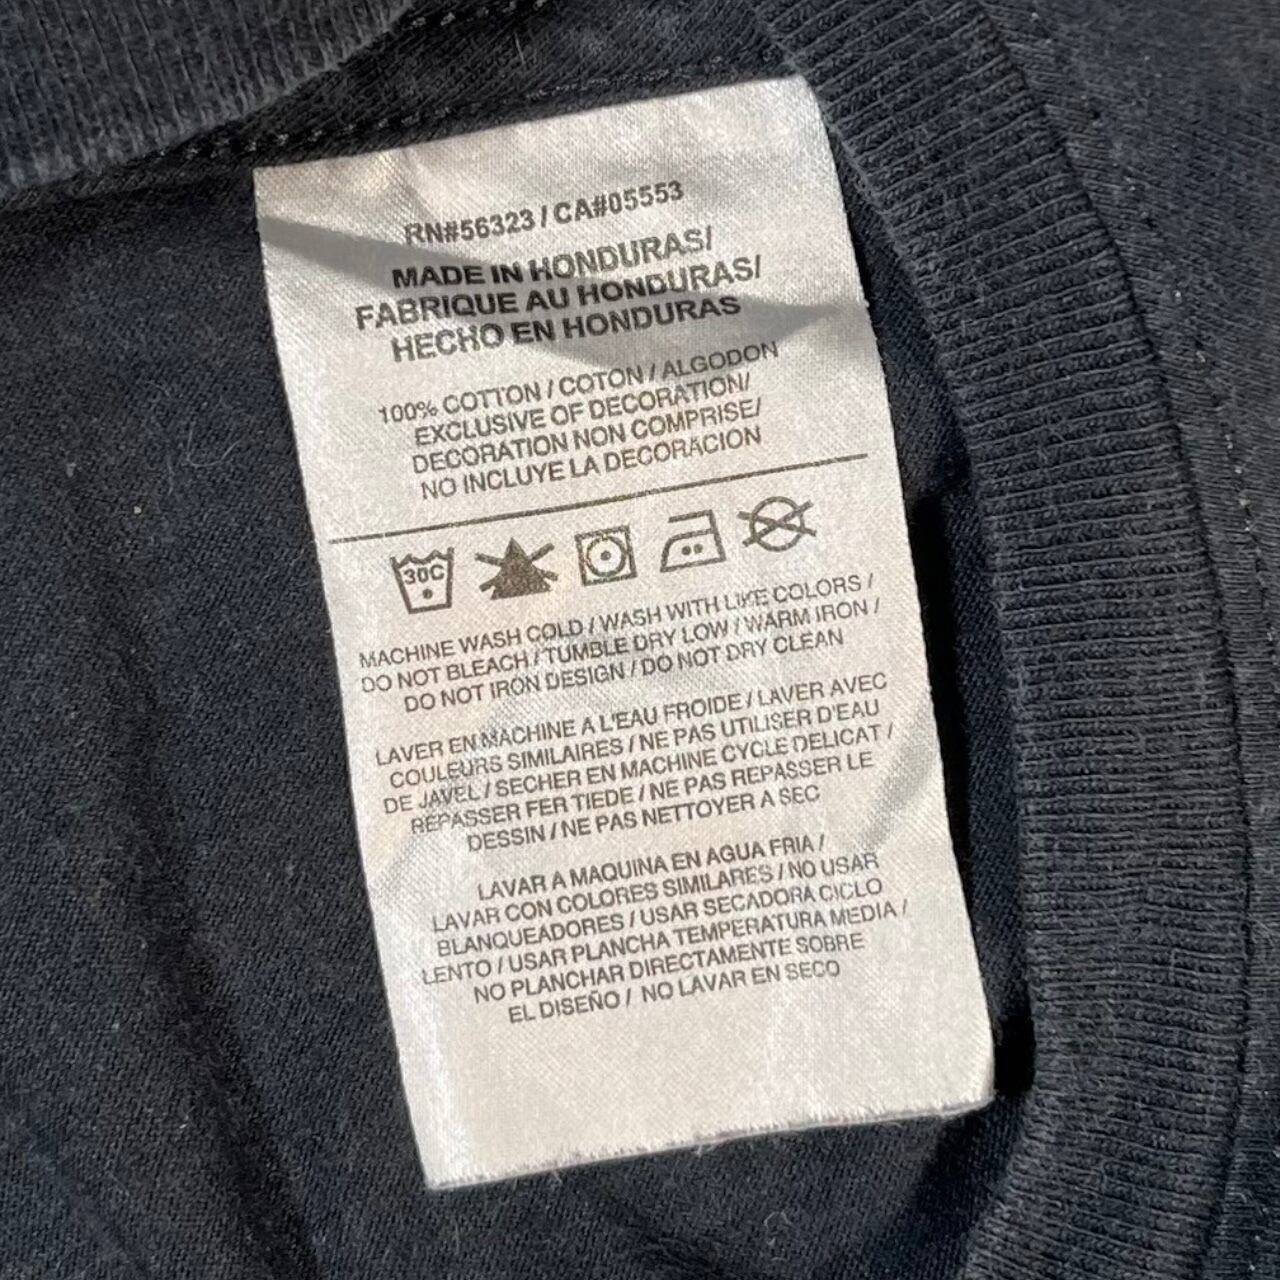 RN#56323 / CA#05553
MADE IN HONDURAS/
FABRIQUE AU HONDURAS/
HECHO EN HONDURAS
100% COTTON / COTON / ALGODON
EXCLUSIVE OF DECORATION/
DECORATION NON COMPRISE/
NO INCLUYE LA DECORACION
30C
MACHINE WASH COLD / WASH WITH LIKE COLORS /
DO NOT BLEACH / TUMBLE DRY LOW / WARM IRON /
DO NOT IRON DESIGN / DO NOT DRY CLEAN
LAVER EN MACHINE A L'EAU FROIDE / LAVER AVEC
COULEURS SIMILAIRES / NE PAS UTILISER D'EAU
DE JAVEL / SECHER EN MACHINE CYCLE DELICAT /
REPASSER FER TIEDE / NE PAS REPASSER LE
DESSIN / NE PAS NETTOYER A SEC
LAVAR A MAQUINA EN AGUA FRIA /
LAVAR CON COLORES SIMILARES / NO USAR
BLANQUEADORES / USAR SECADORA CICLO
LENTO / USAR PLANCHA TEMPERATURA MEDIA /
NO PLANCHAR DIRECTAMENTE SOBRE
EL DISEÑO / NO LAVAR EN SECO